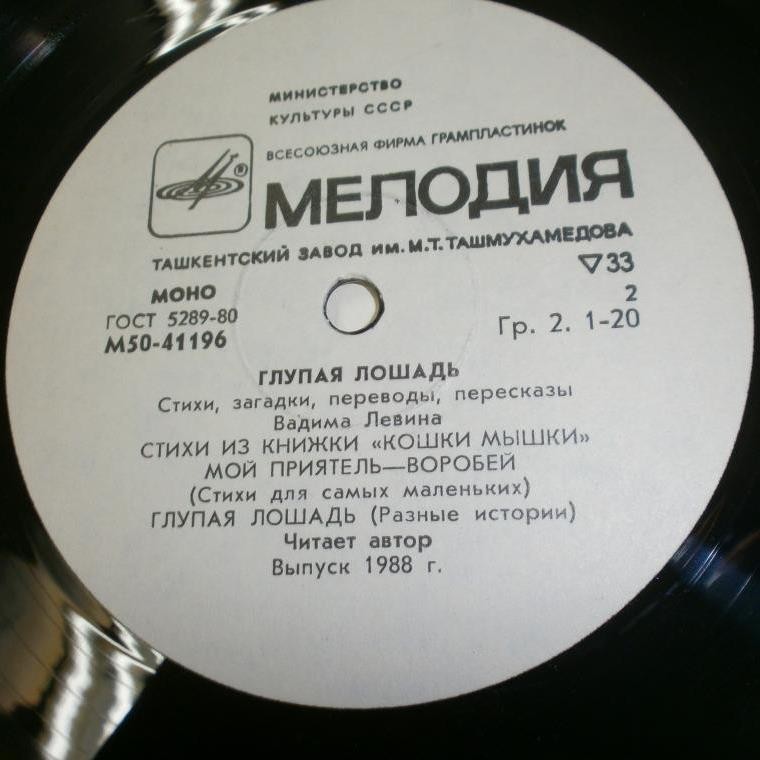 МИНИСТЕРСТВО
КУЛЬТУРЫ СССР
ВСЕСОЮЗНАЯ ФИРМА ГРАМПЛАСТИНОК
®
МЕЛОДИЯ
ТАШКЕНТСКИЙ ЗАВОД ИМ. М.Т. ТАШМУХАМЕДОВА
МОНО
▽33
ГОСТ 5289-80
2
М50-41196
Гр. 2. 1-20
ГЛУПАЯ ЛОШАДЬ
Стихи, загадки, переводы, пересказы
Вадима Левина
СТИХИ ИЗ КНИЖКИ «КОШКИ МЫШКИ»
МОЙ ПРИЯТЕЛЬ—ВОРОБЕЙ
(Стихи для самых маленьких)
ГЛУПАЯ ЛОШАДЬ (Разные истории)
Читает автор
Выпуск 1988 г.